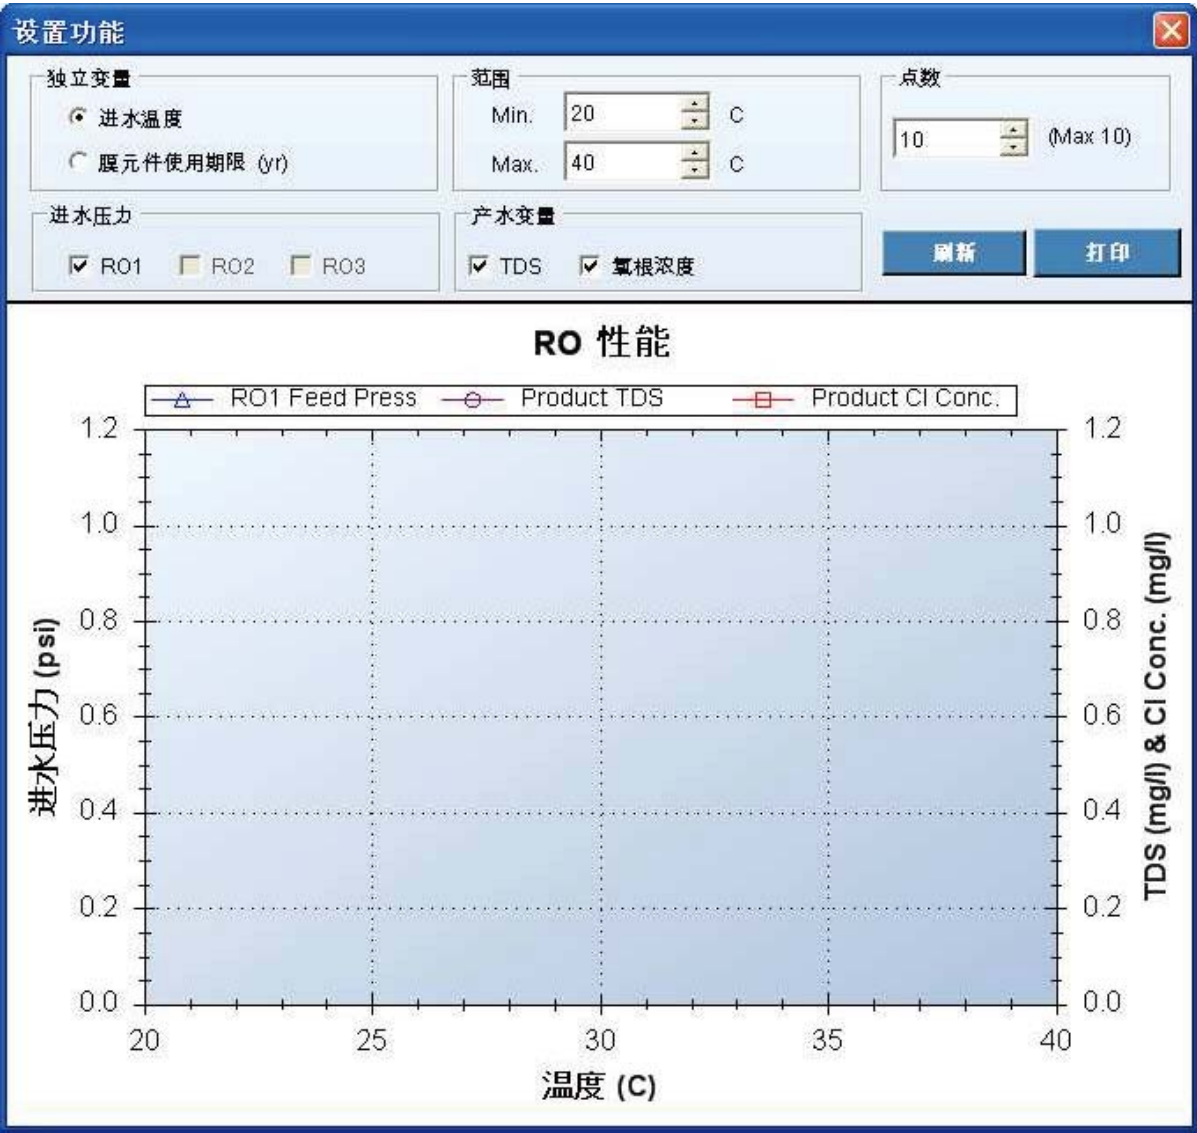 设置功能
独立变量
进水温度
膜元件使用期限 (yr)
范围
Min. 20 C
Max. 40 C
点数
10 (Max 10)
进水压力
RO1 RO2 RO3
产水变量
TDS 氯根浓度
刷新 打印
RO 性能
RO1 Feed Press Product TDS Product Cl Conc.
1.2 1.2
1.0 1.0
0.8 0.8
0.6 0.6
0.4 0.4
0.2 0.2
0.0 0.0
进水压力 (psi)
TDS (mg/l) & Cl Conc. (mg/l)
20 25 30 35 40
温度 (C)